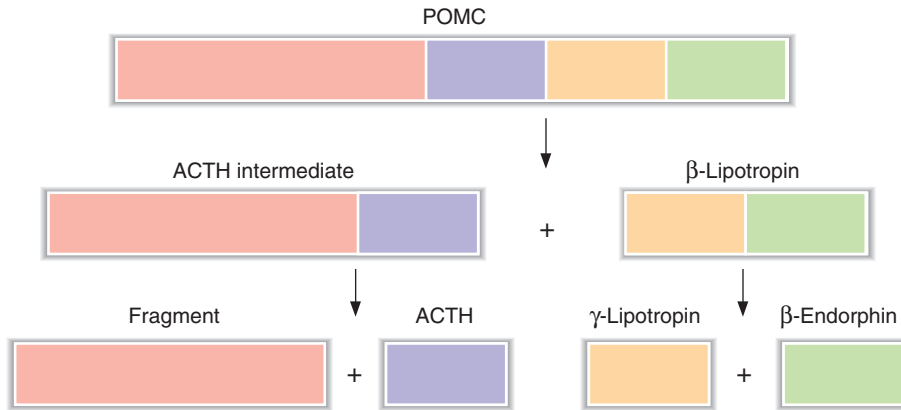 POMC
ACTH intermediate
β-Lipotropin
+
Fragment
ACTH
γ-Lipotropin
β-Endorphin
+
+